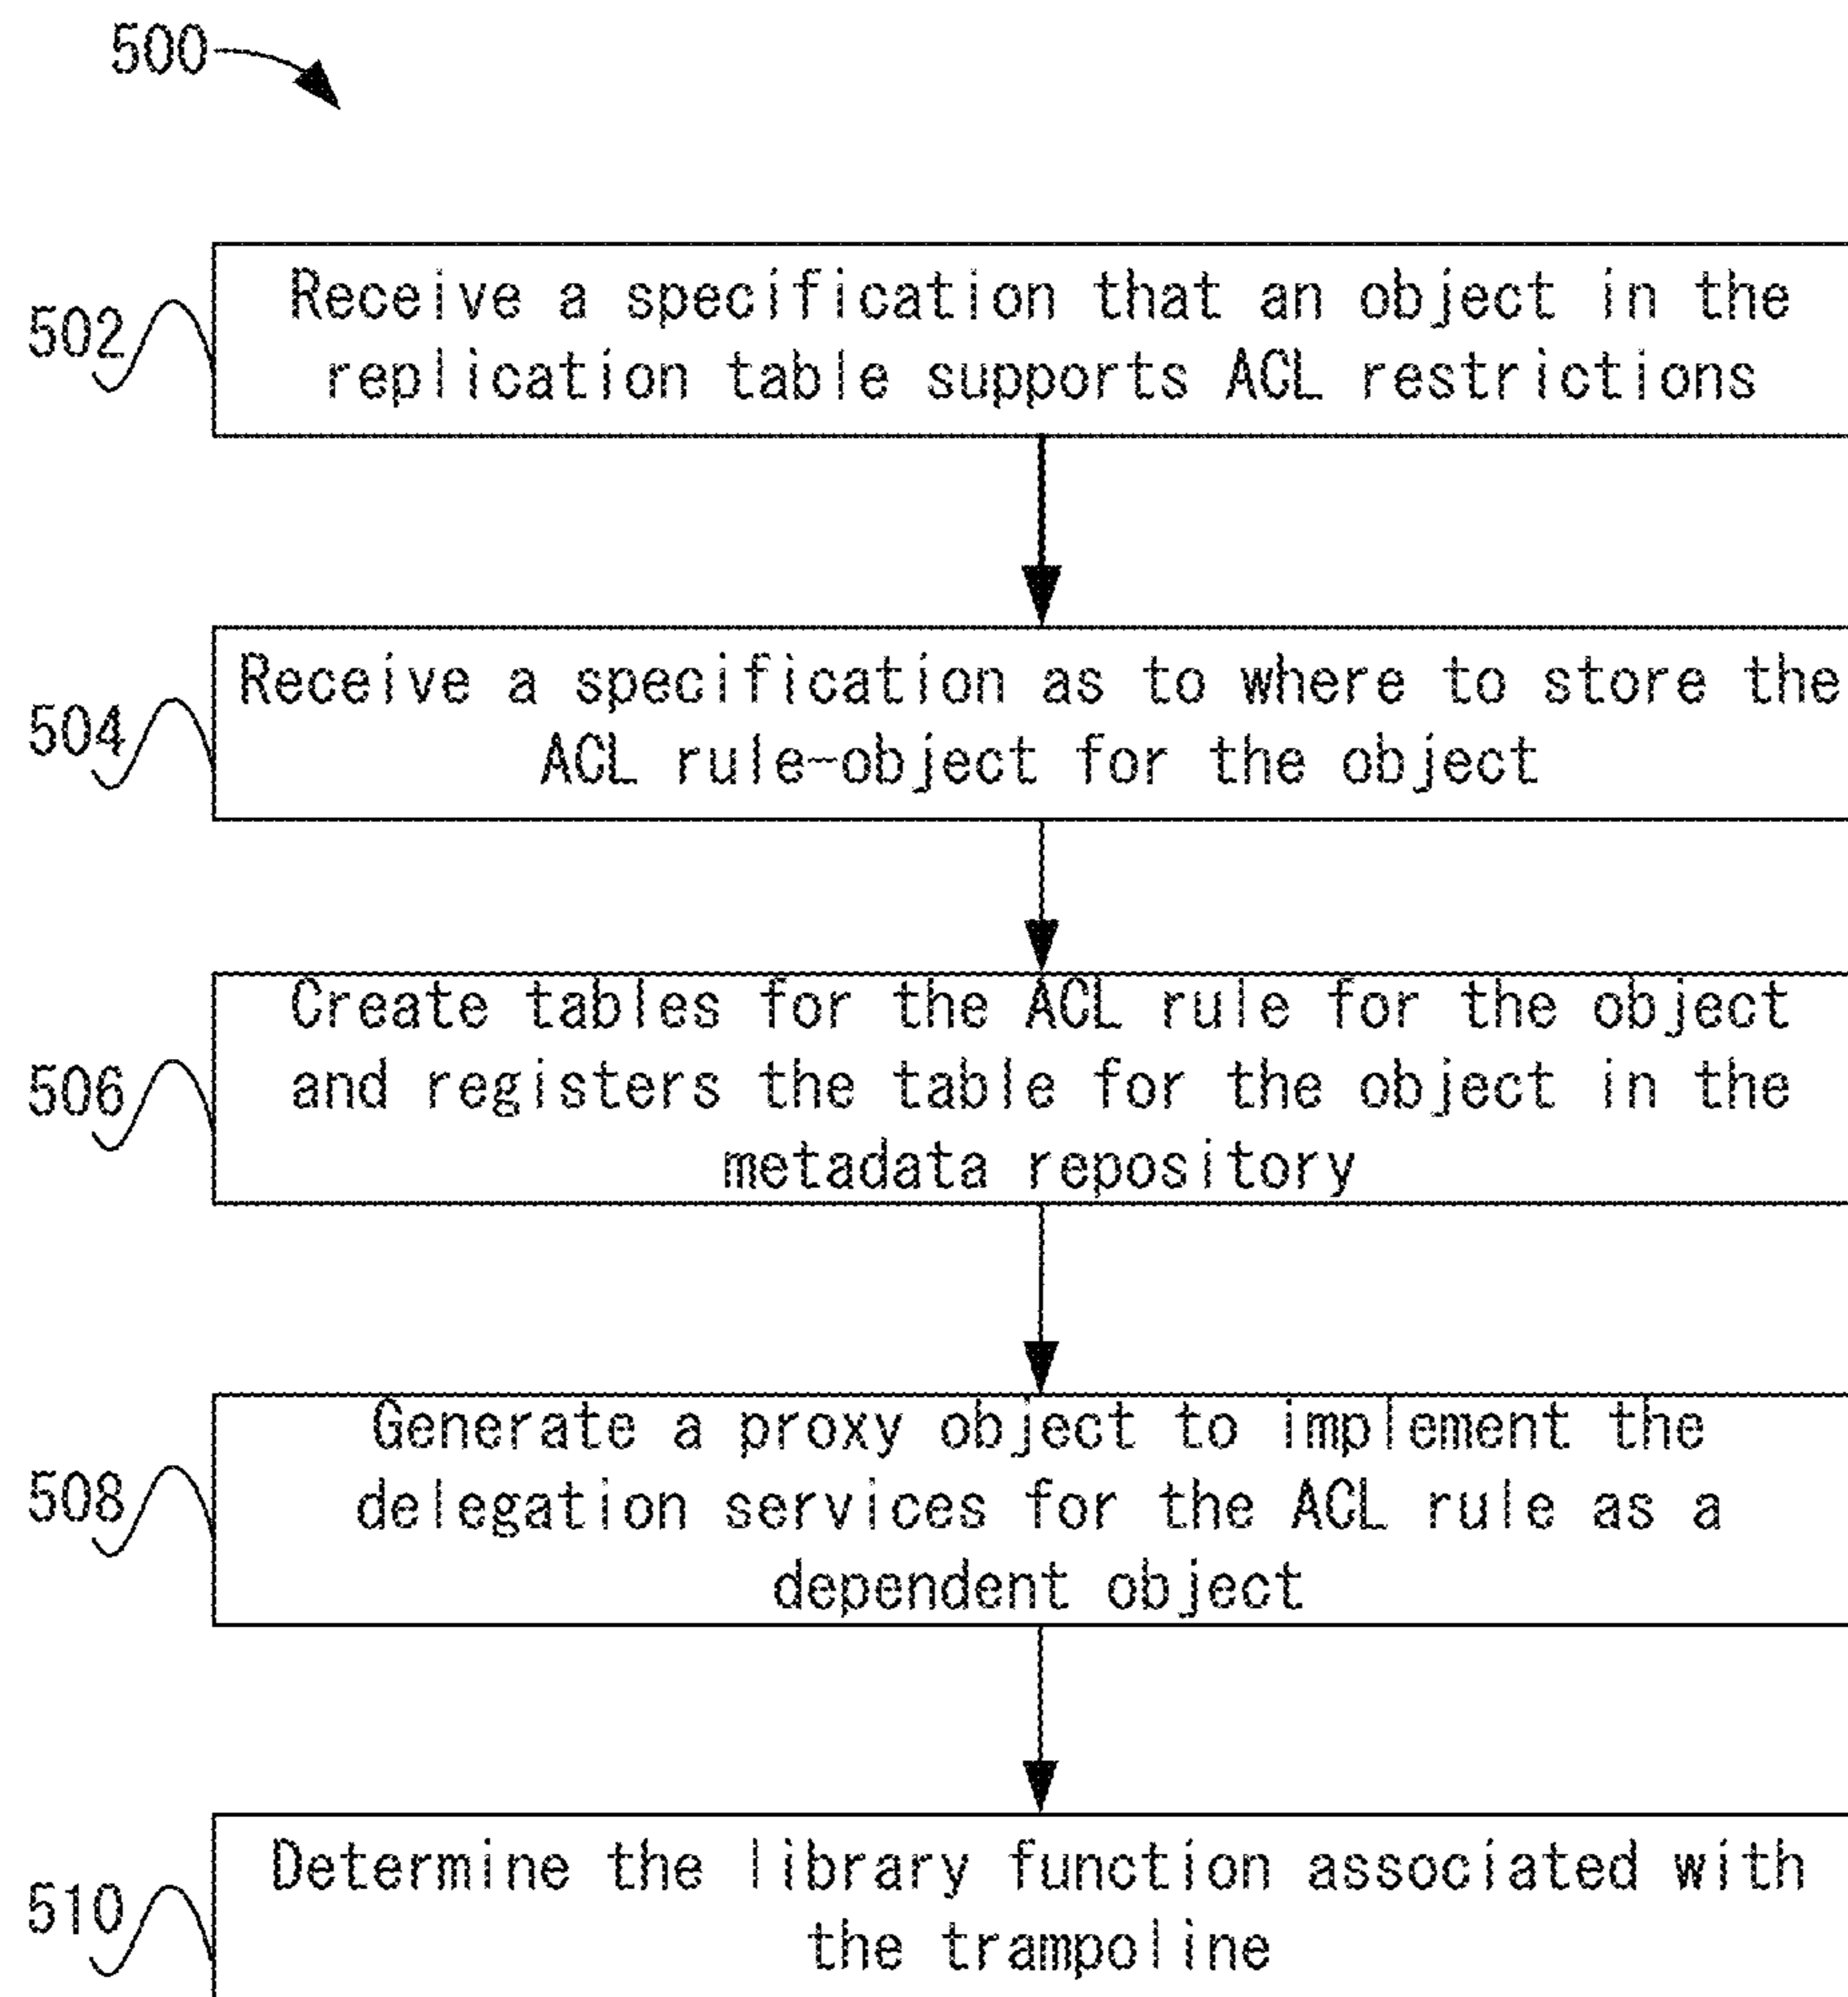 500
502
Receive a specification that an object in the
replication table supports ACL restrictions
504
Receive a specification as to where to store the
ACL rule-object for the object
506
Create tables for the ACL rule for the object
and registers the table for the object in the
metadata repository
508
Generate a proxy object to implement the
delegation services for the ACL rule as a
dependent object
510
Determine the library function associated with
the trampoline